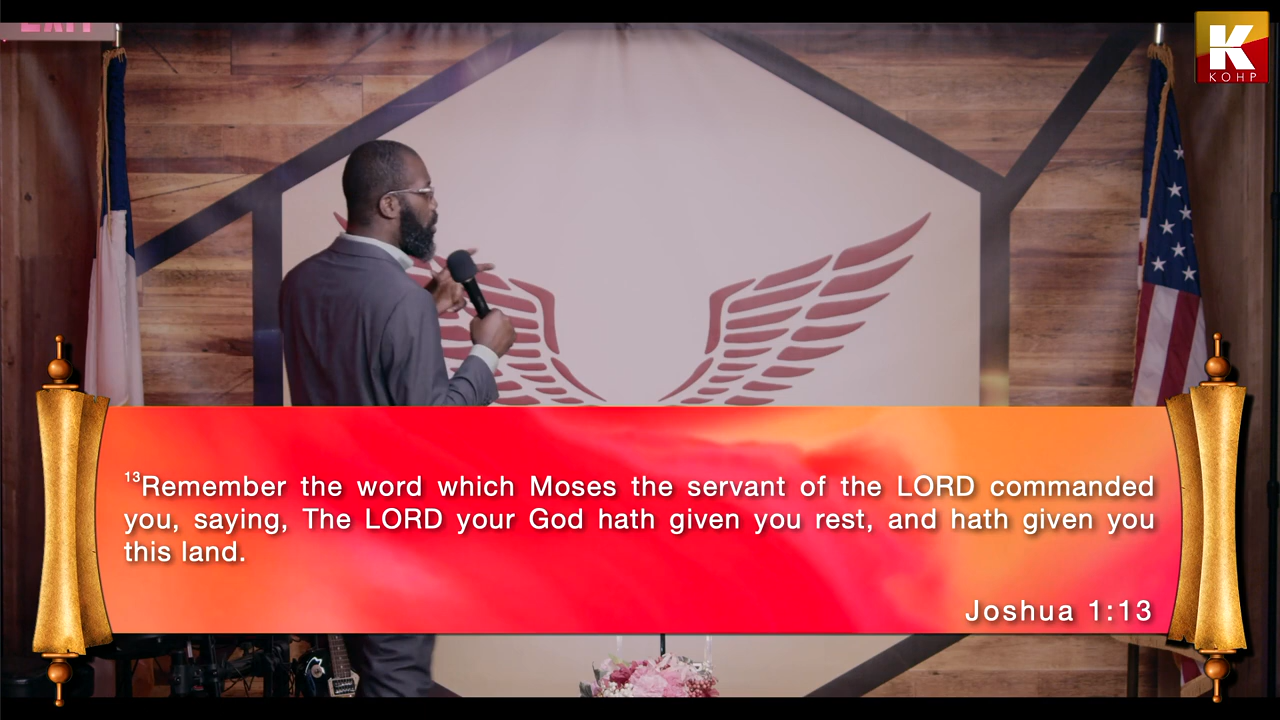 EXIT
K
KOHP
¹³Remember the word which Moses the servant of the LORD commanded
you, saying, The LORD your God hath given you rest, and hath given you
this land.
Joshua 1:13